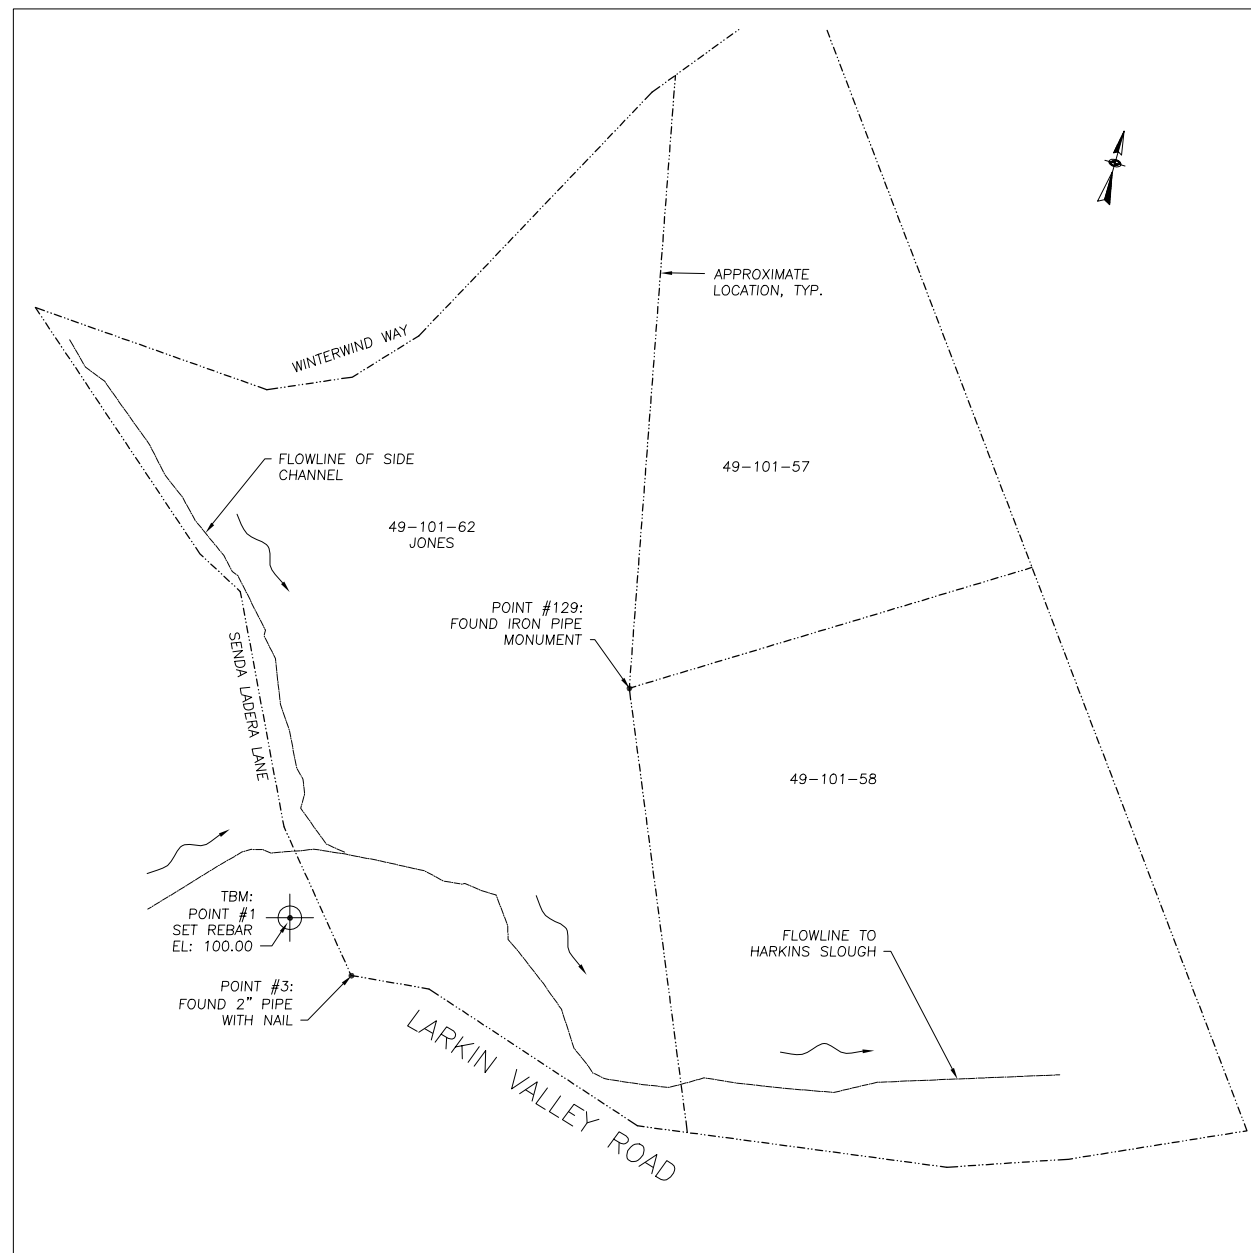 APPROXIMATE
LOCATION, TYP.
WINTERWIND WAY
FLOWLINE OF SIDE
CHANNEL
49-101-57
49-101-62
JONES
POINT #129:
FOUND IRON PIPE
MONUMENT
SENDA LADERA LANE
49-101-58
TBM:
POINT #1
SET REBAR
EL: 100.00
FLOWLINE TO
HARKINS SLOUGH
POINT #3:
FOUND 2" PIPE
WITH NAIL
LARKIN VALLEY ROAD